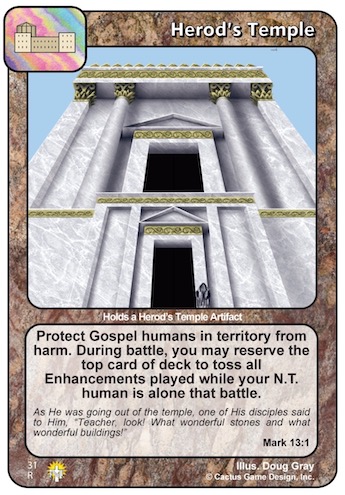 Herod's Temple
Holds a Herod's Temple Artifact
Protect Gospel humans in territory from
harm. During battle, you may reserve the
top card of deck to toss all
Enhancements played while your N.T.
human is alone that battle.
As He was going out of the temple, one of His disciples said
to Him, "Teacher, look! What wonderful stones and what
wonderful buildings!"
Mark 13:1
31
R
Illus. Doug Gray
© Cactus Game Design, Inc.